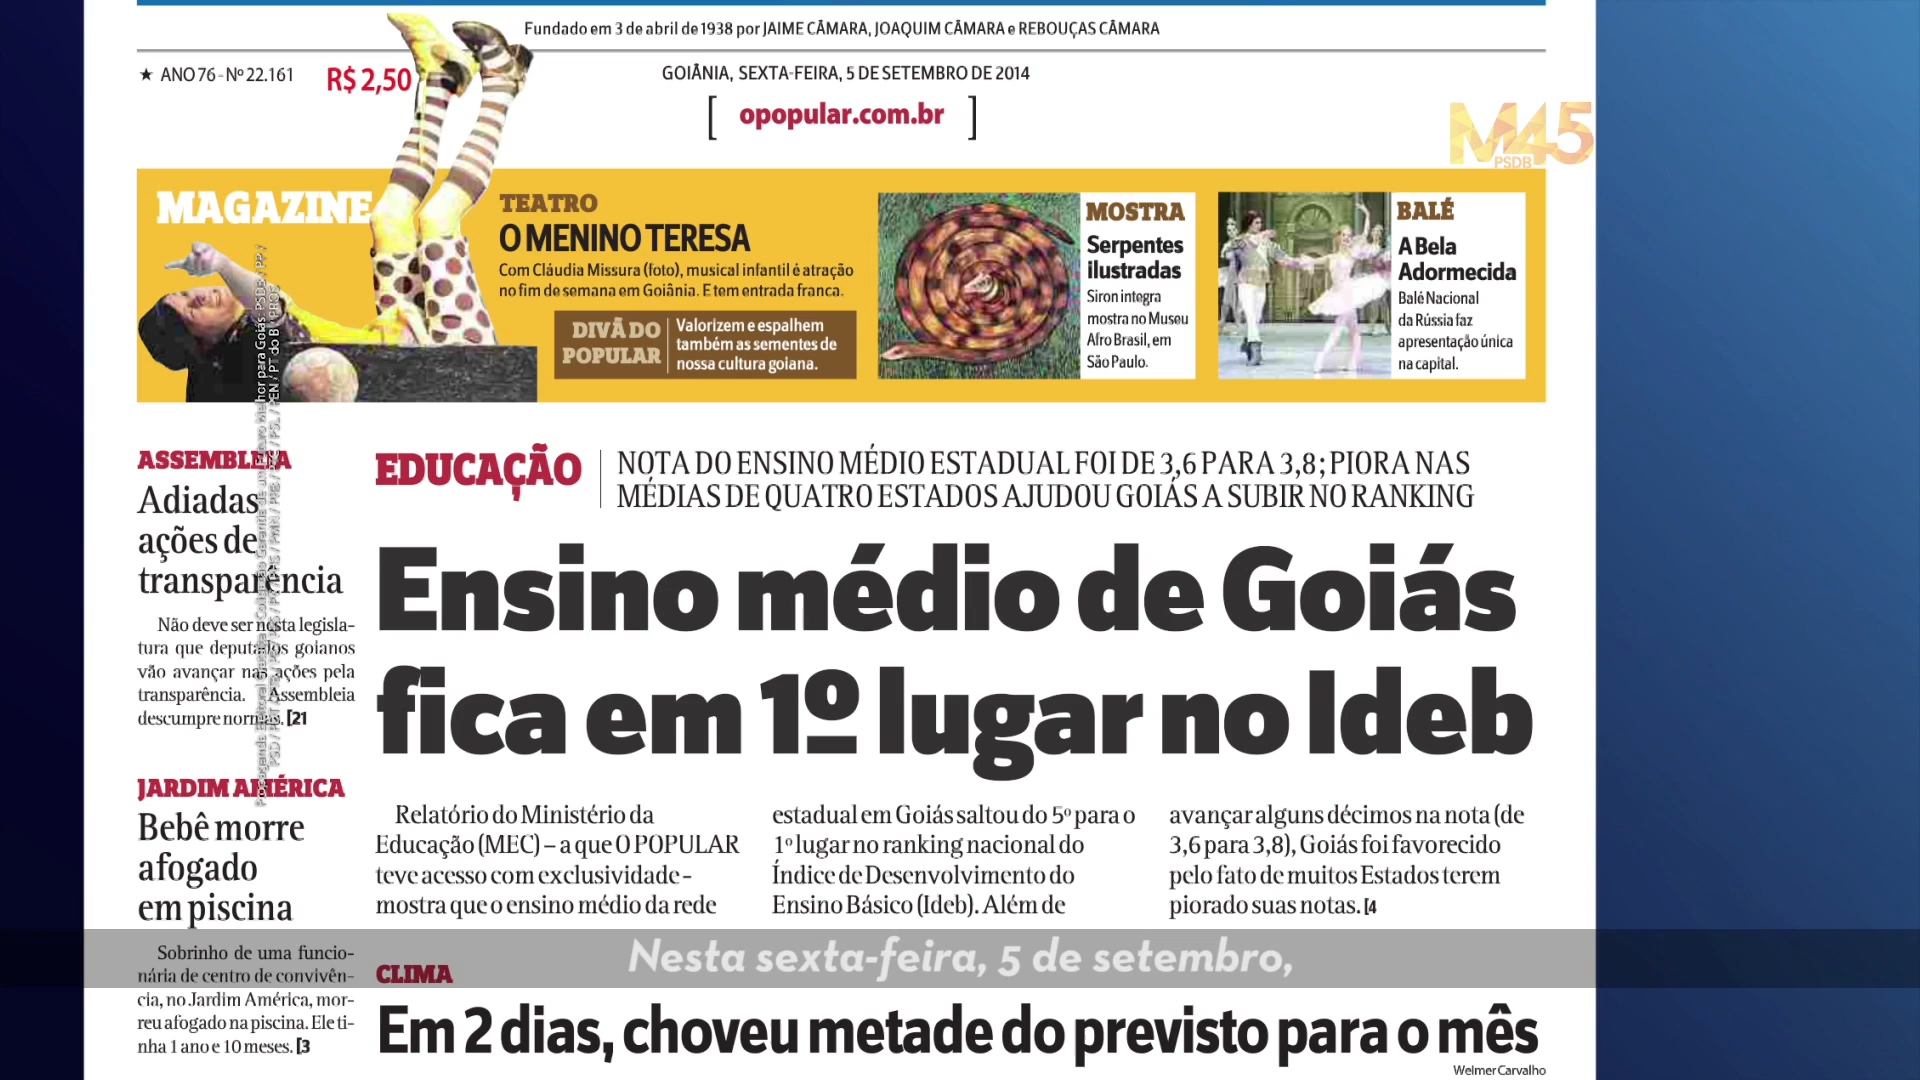 Fundado em 3 de abril de 1938 por JAIME CÂMARA, JOAQUIM CÂMARA e REBOUÇAS CÂMARA
★ ANO 76 - Nº 22.161
R$ 2,50
GOIÂNIA, SEXTA-FEIRA, 5 DE SETEMBRO DE 2014
[ opopular.com.br ]
M45
PSDB
MAGAZINE
TEATRO
O MENINO TERESA
Com Cláudia Missura (foto), musical infantil é atração
no fim de semana em Goiânia. E tem entrada franca.
DIVÃ DO
POPULAR
Valorizem e espalhem
também as sementes de
nossa cultura goiana.
MOSTRA
Serpentes
ilustradas
Siron integra
mostra no Museu
Afro Brasil, em
São Paulo.
BALÉ
A Bela
Adormecida
Balé Nacional
da Rússia faz
apresentação única
na capital.
ASSEMBLEIA
Adiadas
ações de
transparência
Não deve ser nesta legisla-
tura que deputados goianos
vão avançar nas ações pela
transparência. Assembleia
descumpre normas. [21
JARDIM AMÉRICA
Bebê morre
afogado
em piscina
Sobrinho de uma funcio-
nária de centro de convivên-
cia, no Jardim América, mor-
reu afogado na piscina. Ele ti-
nha 1 ano e 10 meses. [3
EDUCAÇÃO
NOTA DO ENSINO MÉDIO ESTADUAL FOI DE 3,6 PARA 3,8; PIORA NAS
MÉDIAS DE QUATRO ESTADOS AJUDOU GOIÁS A SUBIR NO RANKING
Ensino médio de Goiás
fica em 1º lugar no Ideb
Relatório do Ministério da
Educação (MEC) – a que O POPULAR
teve acesso com exclusividade –
mostra que o ensino médio da rede
estadual em Goiás saltou do 5º para o
1º lugar no ranking nacional do
Índice de Desenvolvimento do
Ensino Básico (Ideb). Além de
avançar alguns décimos na nota (de
3,6 para 3,8), Goiás foi favorecido
pelo fato de muitos Estados terem
piorado suas notas. [4
Nesta sexta-feira, 5 de setembro,
CLIMA
Em 2 dias, choveu metade do previsto para o mês
Welmer Carvalho